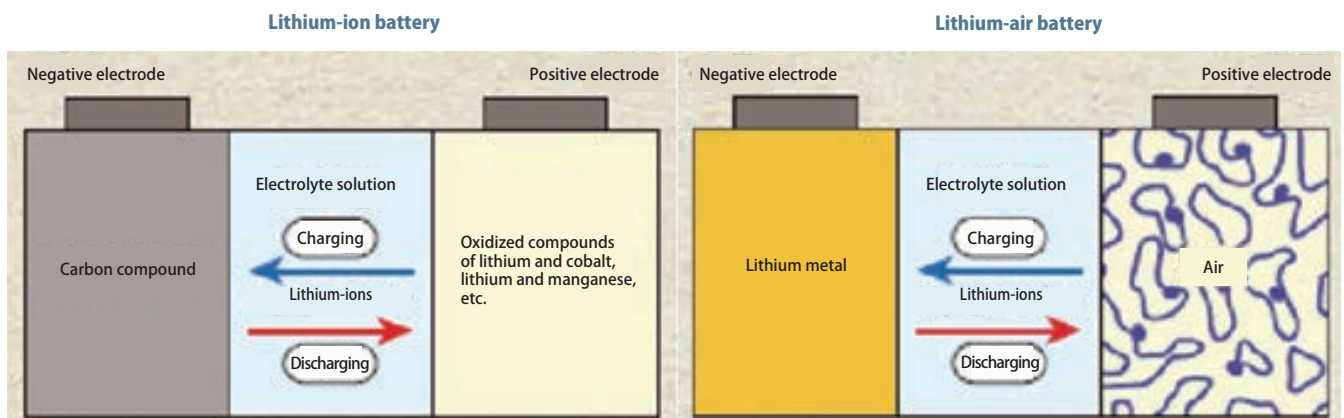 Lithium-ion battery
Negative electrode
Positive electrode
Carbon compound
Electrolyte solution
Charging
Lithium-ions
Discharging
Oxidized compounds
of lithium and cobalt,
lithium and manganese,
etc.
Lithium-air battery
Negative electrode
Positive electrode
Lithium metal
Electrolyte solution
Charging
Lithium-ions
Discharging
Air